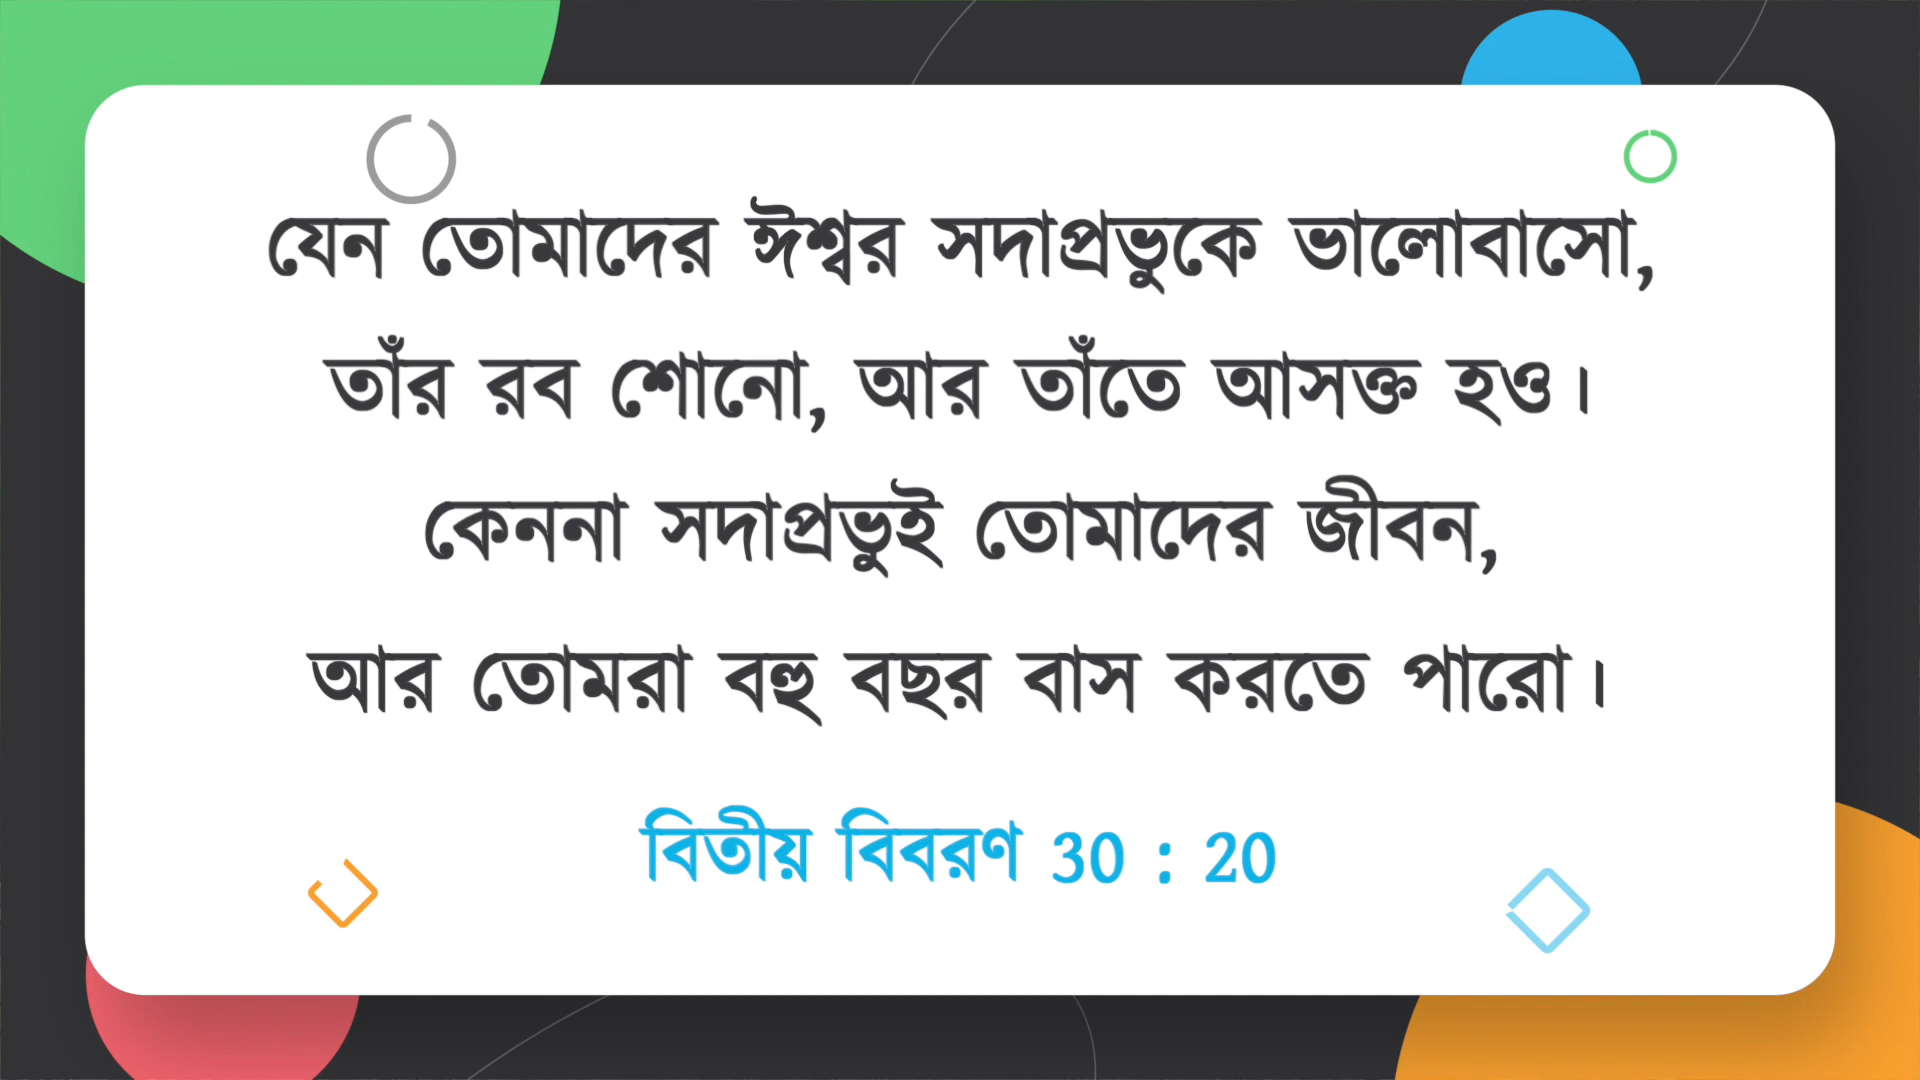 যেন তোমাদের ঈশ্বর সদাপ্রভুকে ভালোবাসো,
তাঁর রব শোনো, আর তাঁতে আসক্ত হও।
কেননা সদাপ্রভুই তোমাদের জীবন,
আর তোমরা বহু বছর বাস করতে পারো।
বিতীয় বিবরণ 30 : 20